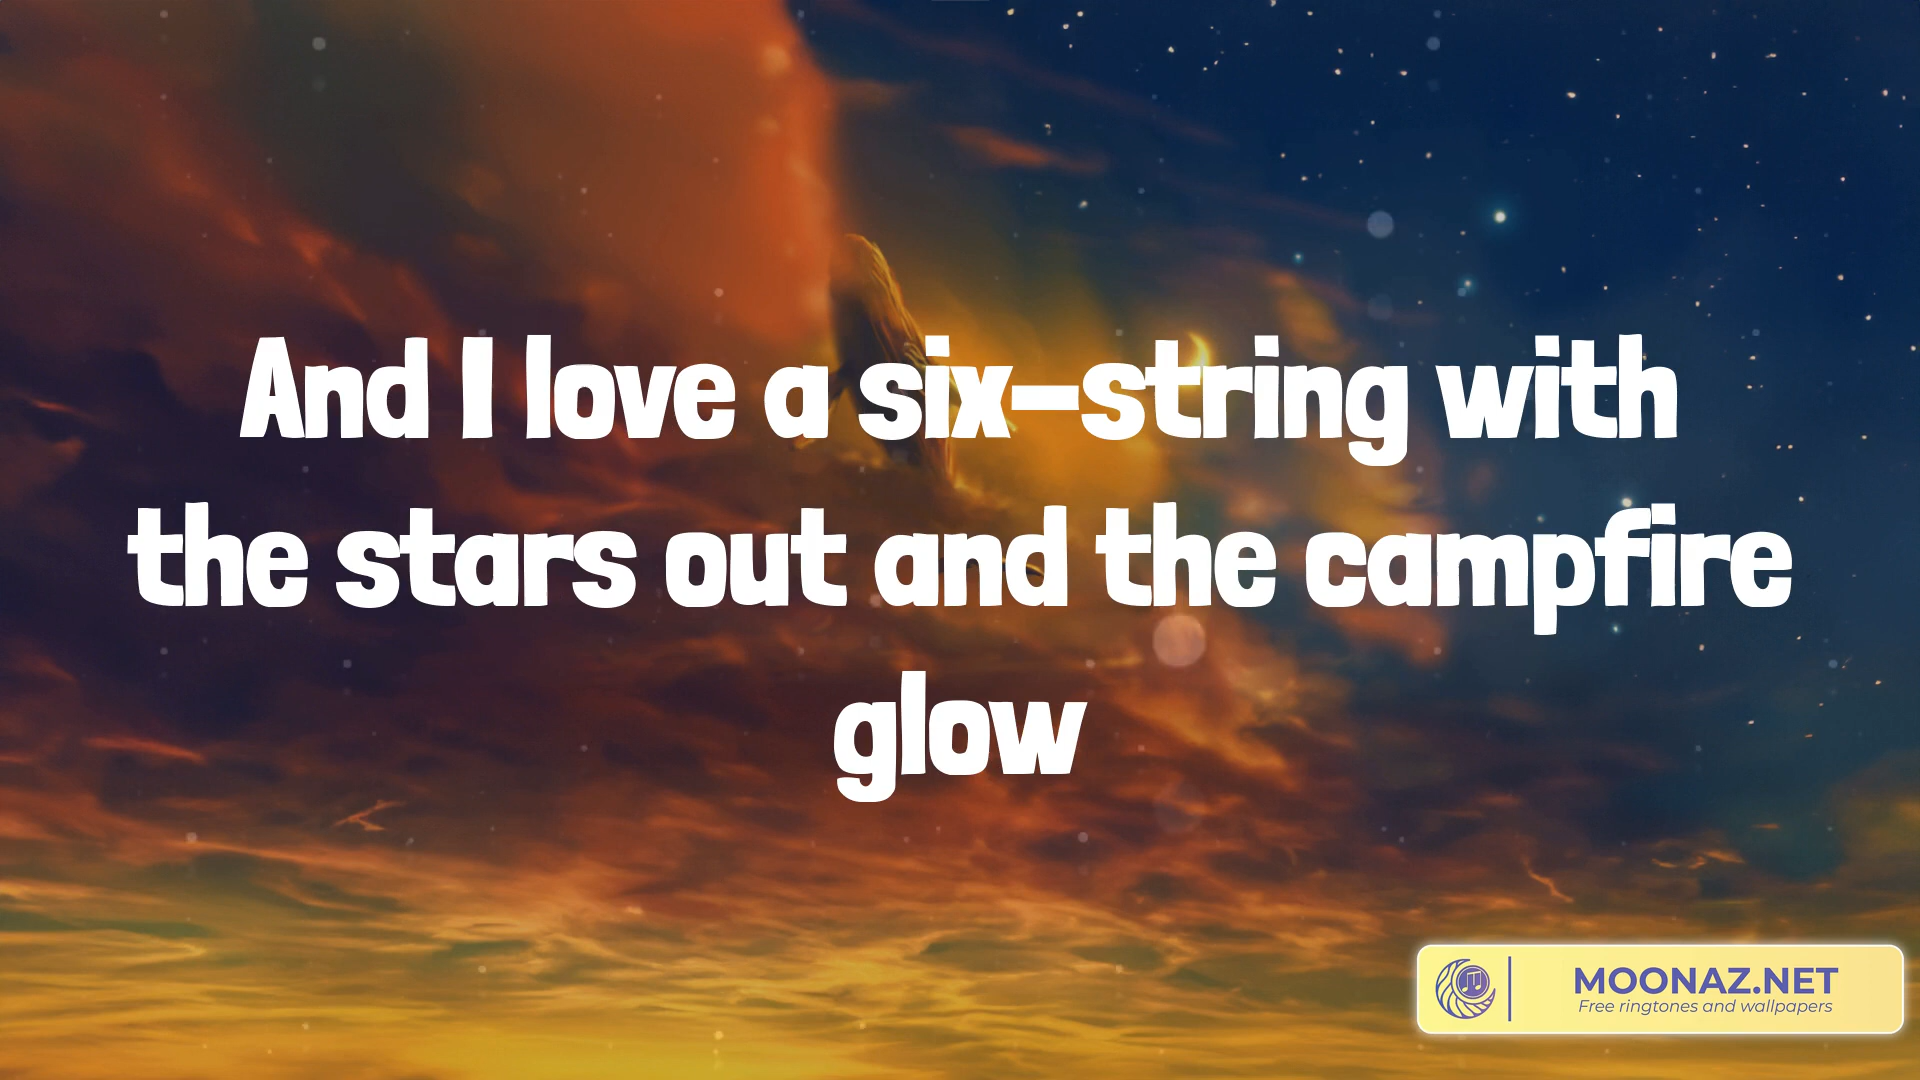 And I love a six-string with
the stars out and the campfire
glow
MOONAZ.NET
Free ringtones and wallpapers